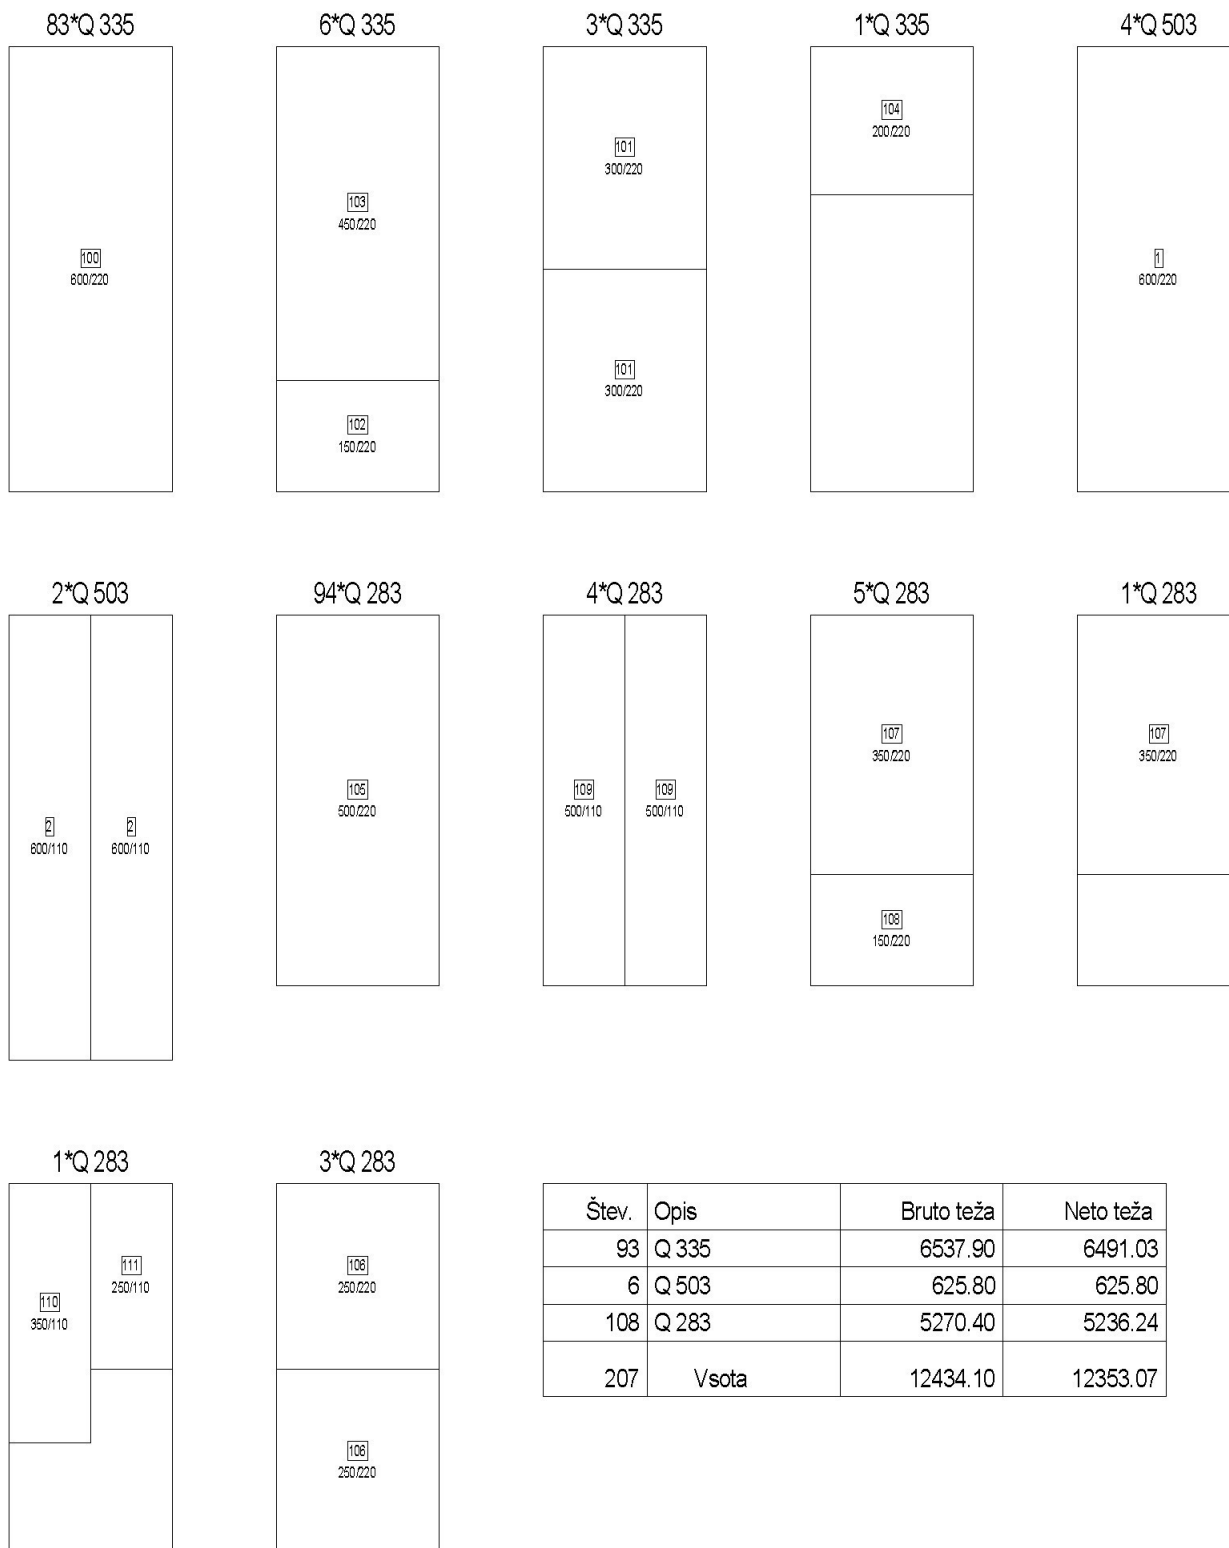 83*Q 335
6*Q 335
3*Q 335
1*Q 335
4*Q 503
100
600/220
103
450/220
102
150/220
101
300/220
101
300/220
104
200/220
1
600/220
2*Q 503
94*Q 283
4*Q 283
5*Q 283
1*Q 283
2
600/110
2
600/110
105
500/220
109
500/110
109
500/110
107
350/220
108
150/220
107
350/220
1*Q 283
3*Q 283
110
350/110
111
250/110
106
250/220
106
250/220
Štev. Opis Bruto teža Neto teža
93 Q 335 6537.90 6491.03
6 Q 503 625.80 625.80
108 Q 283 5270.40 5236.24
207 Vsota 12434.10 12353.07